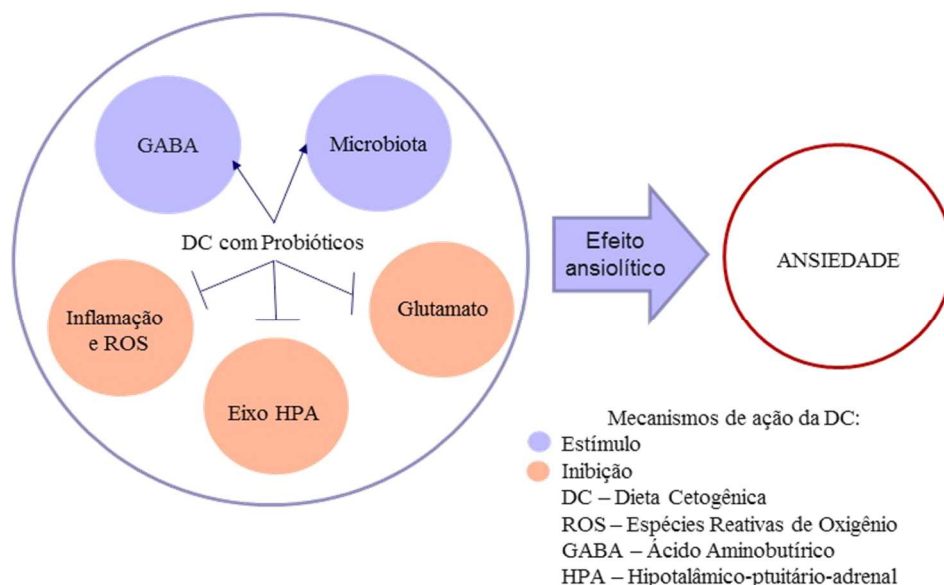 GABA
Microbiota
DC com Probióticos
Inflamação
e ROS
Eixo HPA
Glutamato
Efeito
ansiolítico
ANSIEDADE
Mecanismos de ação da DC:
Estímulo
Inibição
DC – Dieta Cetogênica
ROS – Espécies Reativas de Oxigênio
GABA – Ácido Aminobutírico
HPA – Hipotalâmico-ptuitário-adrenal